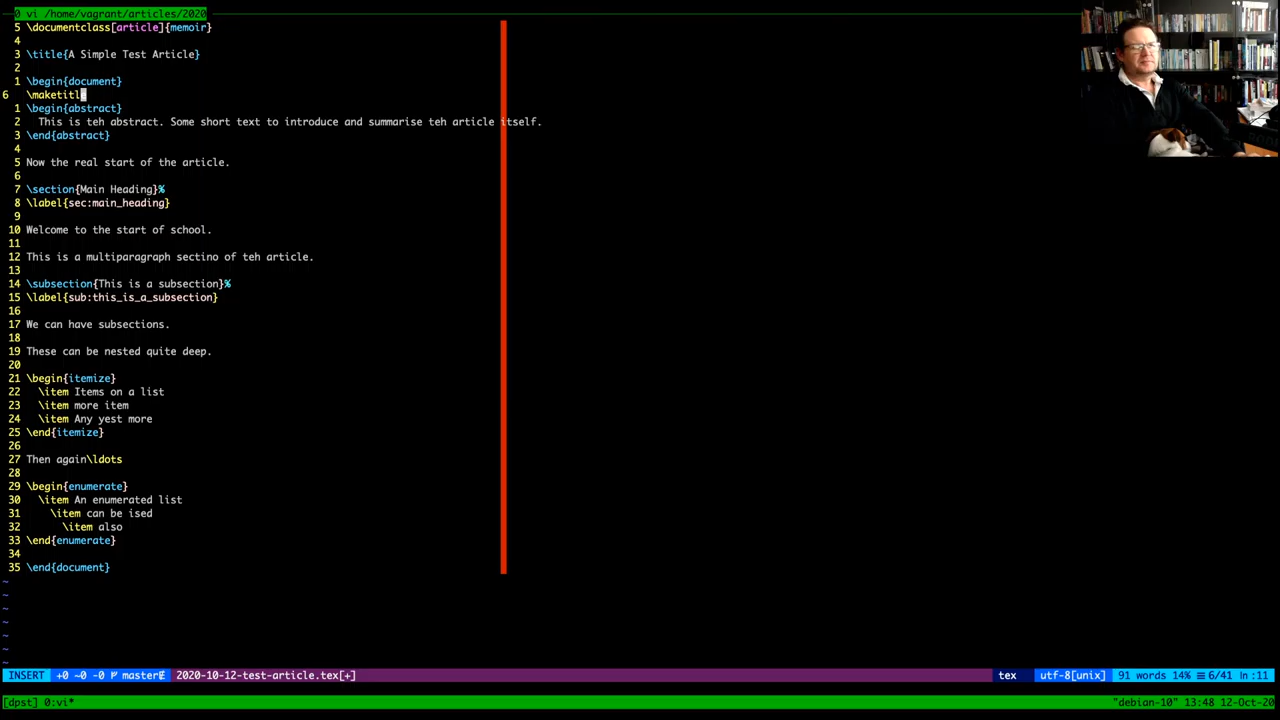 0 vi /home/vagrant/articles/2020
5 \documentclass[article]{memoir}
4
3 \title{A Simple Test Article}
2
1 \begin{document}
6 \maketitle
1 \begin{abstract}
2 This is teh abstract. Some short text to introduce and summarise teh article itself.
3 \end{abstract}
4
5 Now the real start of the article.
6
7 \section{Main Heading}%
8 \label{sec:main_heading}
9
10 Welcome to the start of school.
11
12 This is a multiparagraph sectino of teh article.
13
14 \subsection{This is a subsection}%
15 \label{sub:this_is_a_subsection}
16
17 We can have subsections.
18
19 These can be nested quite deep.
20
21 \begin{itemize}
22 \item Items on a list
23 \item more item
24 \item Any yest more
25 \end{itemize}
26
27 Then again\ldots
28
29 \begin{enumerate}
30 \item An enumerated list
31 \item can be ised
32 \item also
33 \end{enumerate}
34
35 \end{document}
~
~
~
~
~
~
~
INSERT +0 ~0 -0 master 2020-10-12-test-article.tex[+] tex utf-8[unix] 91 words 14% ≡ 6/41 ㏑:11
[dpst] 0:vi* "debian-10" 13:48 12-Oct-20